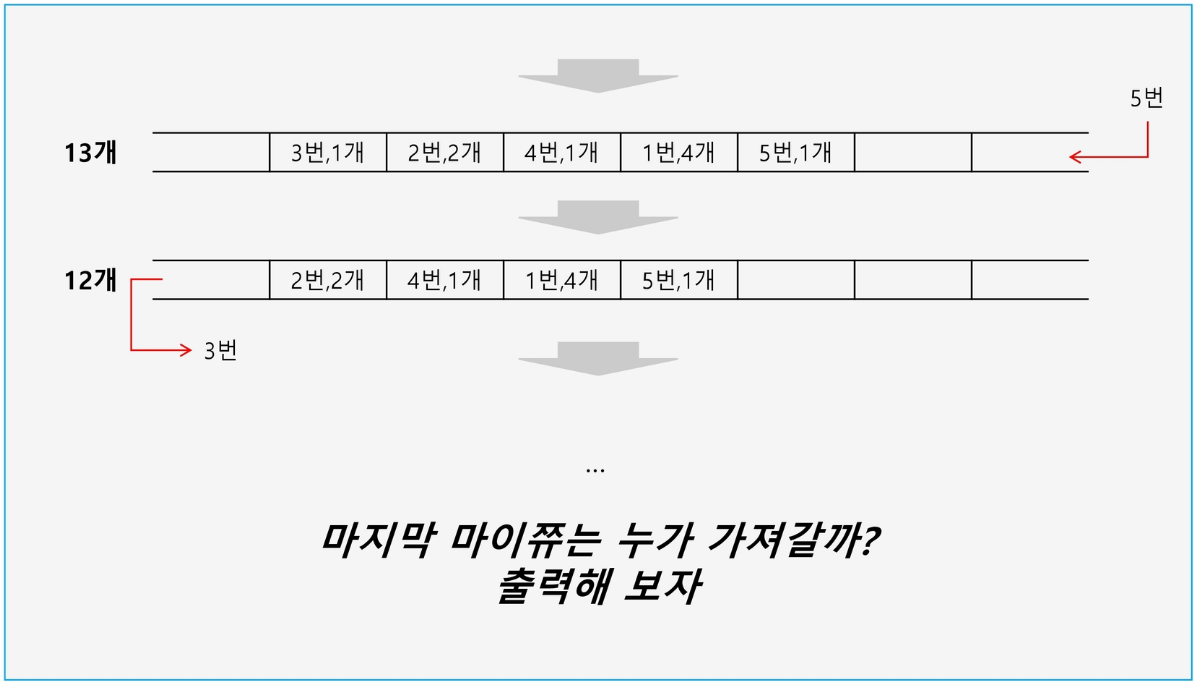 5번
13개 3번,1개 2번,2개 4번,1개 1번,4개 5번,1개
12개 2번,2개 4번,1개 1번,4개 5번,1개
3번
...
마지막 마이쮸는 누가 가져갈까?
출력해 보자